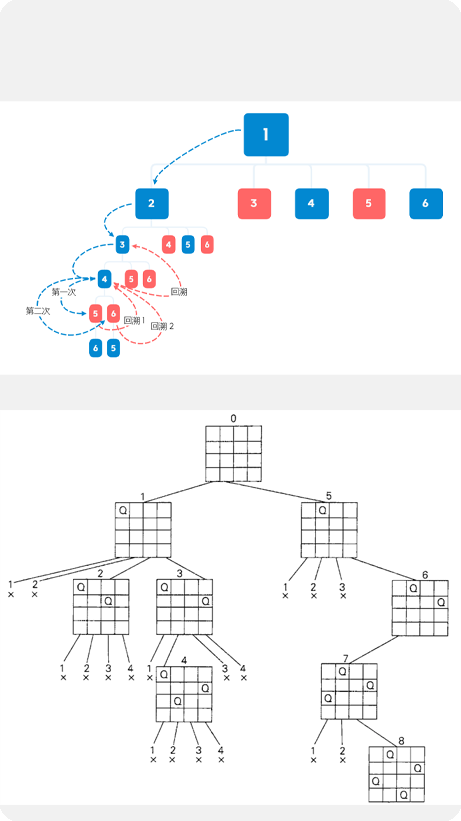 1
2 3 4 5 6
3 4 5 6
4 5 6
第一次 回溯
5 6
第二次 回溯 1 回溯 2
6 5
0
1 5
Q Q
1 2 2 3 1 2 3 6
× × Q Q × × × Q
Q Q Q
1 2 3 4 1 4 3 4 7
× × × × × Q × × Q
Q Q
Q Q
1 2 3 4 1 2 8
× × × × × × Q
Q
Q
Q